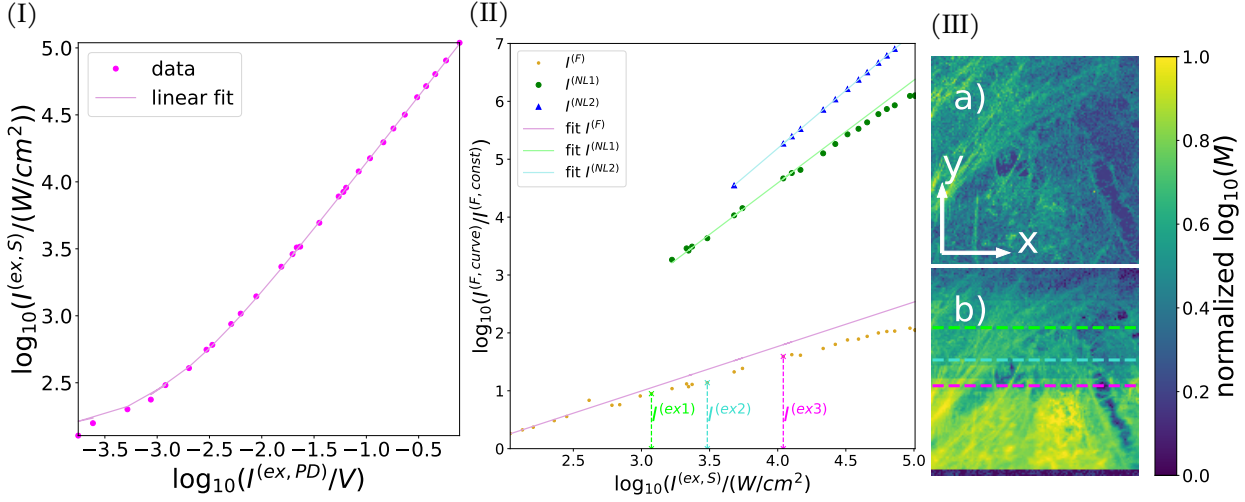 (I)
5.0
4.5
4.0
3.5
3.0
2.5
log₁₀(I^(ex, S)/(W/cm²))
data
linear fit
−3.5 −3.0 −2.5 −2.0 −1.5 −1.0 −0.5
log₁₀(I^(ex, PD)/V)
(II)
7
6
5
4
3
2
1
0
log₁₀(I^(F, curve)/I^(F, const))
I^(F)
I^(NL1)
I^(NL2)
fit I^(F)
fit I^(NL1)
fit I^(NL2)
I^(ex1) I^(ex2) I^(ex3)
2.5 3.0 3.5 4.0 4.5 5.0
log₁₀(I^(ex, S)/(W/cm²)
(III)
a)
y
x
b)
1.0
0.8
0.6
0.4
0.2
0.0
normalized log₁₀(M)